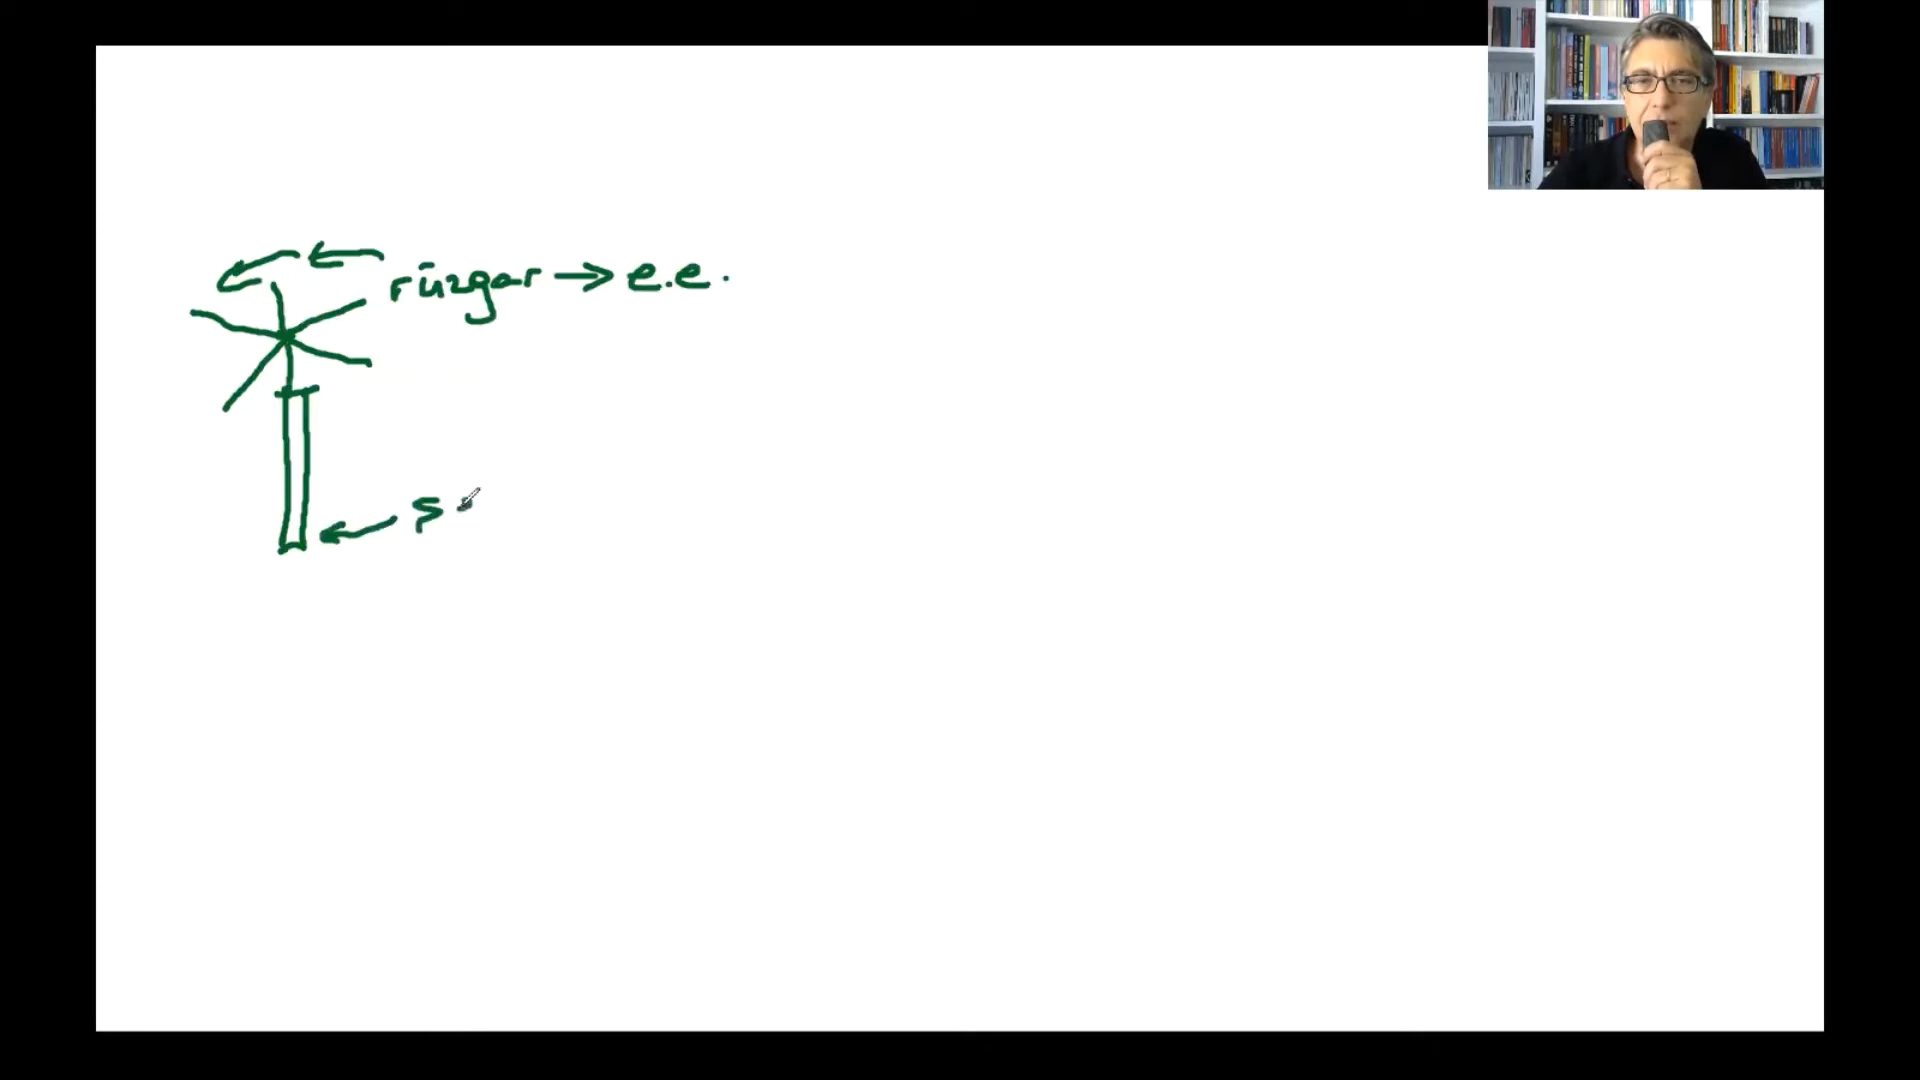 rüzgar → e.e.